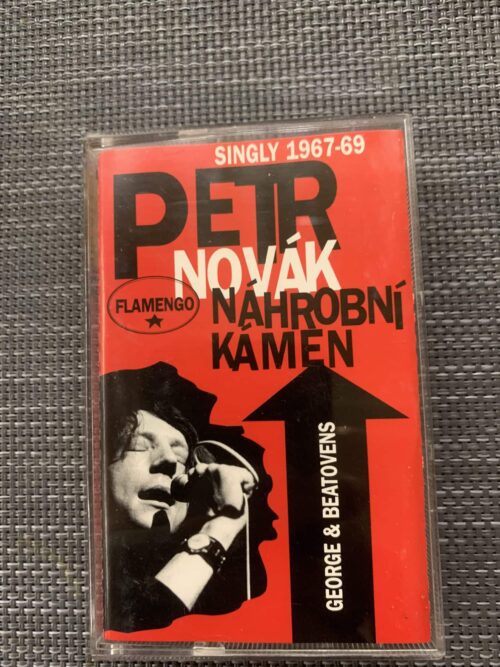 SINGLY 1967-69
PETR
NOVÁK
FLAMENGO
NÁHROBNÍ
KÁMEN
GEORGE & BEATOVENS